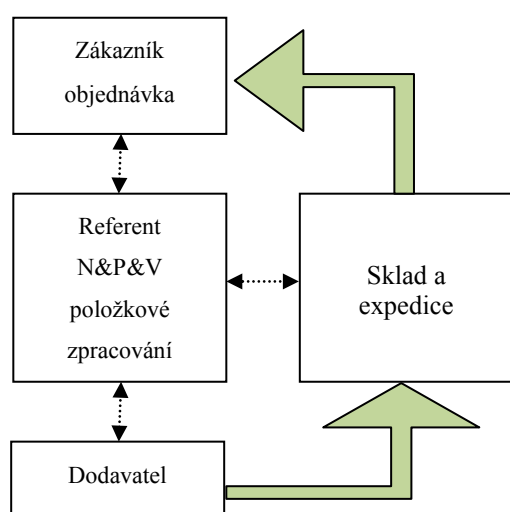 Zákazník
objednávka
Referent
N&P&V
položkové
zpracování
Sklad a
expedice
Dodavatel